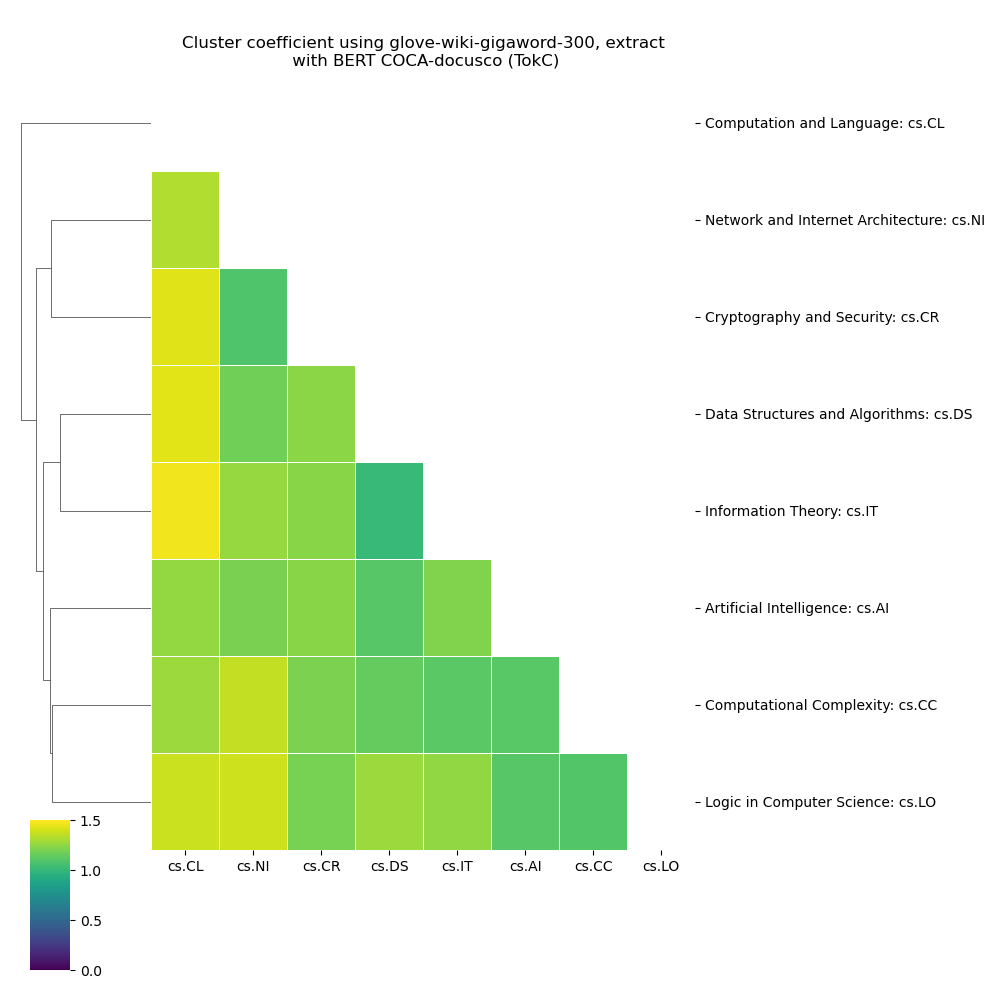 Cluster coefficient using glove-wiki-gigaword-300, extract
with BERT COCA-docusco (TokC)
Computation and Language: cs.CL
Network and Internet Architecture: cs.NI
Cryptography and Security: cs.CR
Data Structures and Algorithms: cs.DS
Information Theory: cs.IT
Artificial Intelligence: cs.AI
Computational Complexity: cs.CC
Logic in Computer Science: cs.LO
cs.CL cs.NI cs.CR cs.DS cs.IT cs.AI cs.CC cs.LO
1.5
1.0
0.5
0.0